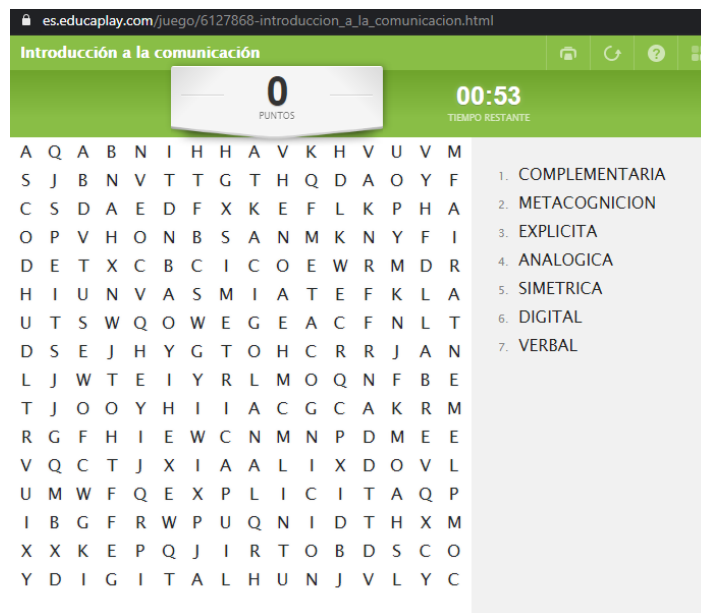 es.educaplay.com/juego/6127868-introduccion_a_la_comunicacion.html
Introducción a la comunicación
0
PUNTOS
00:53
TIEMPO RESTANTE
A Q A B N I H H A V K H V U V M
S J B N V T T G T H Q D A O Y F
C S D A E D F X K E F L K P H A
O P V H O N B S A N M K N Y F I
D E T X C B C I C O E W R M D R
H I U N V A S M I A T E F K L A
U T S W Q O W E G E A C F N L T
D S E J H Y G T O H C R R J A N
L J W T E I Y R L M O Q N F B E
T J O O Y H I I A C G C A K R M
R G F H I E W C N M N P D M E E
V Q C T J X I A A L I X D O V L
U M W F Q E X P L I C I T A Q P
I B G F R W P U Q N I D T H X M
X X K E P Q J I R T O B D S C O
Y D I G I T A L H U N J V L Y C
1. COMPLEMENTARIA
2. METACOGNICION
3. EXPLICITA
4. ANALOGICA
5. SIMETRICA
6. DIGITAL
7. VERBAL